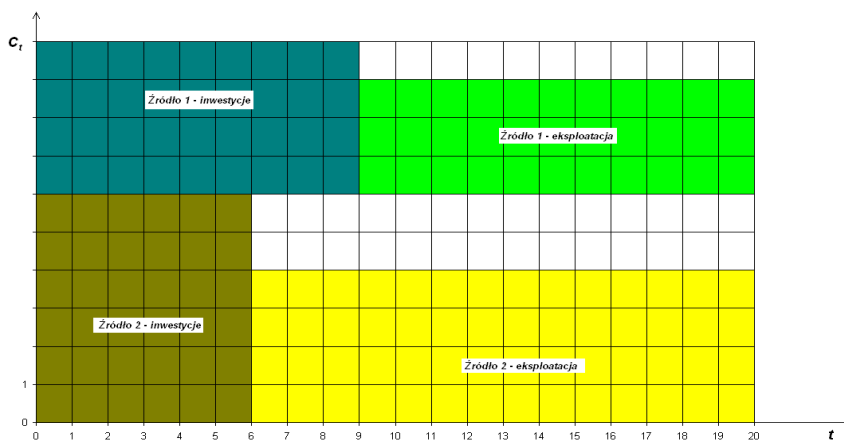 C_t
Źródło 1 - inwestycje
Źródło 1 - eksploatacja
Źródło 2 - inwestycje
Źródło 2 - eksploatacja
1
0
0 1 2 3 4 5 6 7 8 9 10 11 12 13 14 15 16 17 18 19 20 t